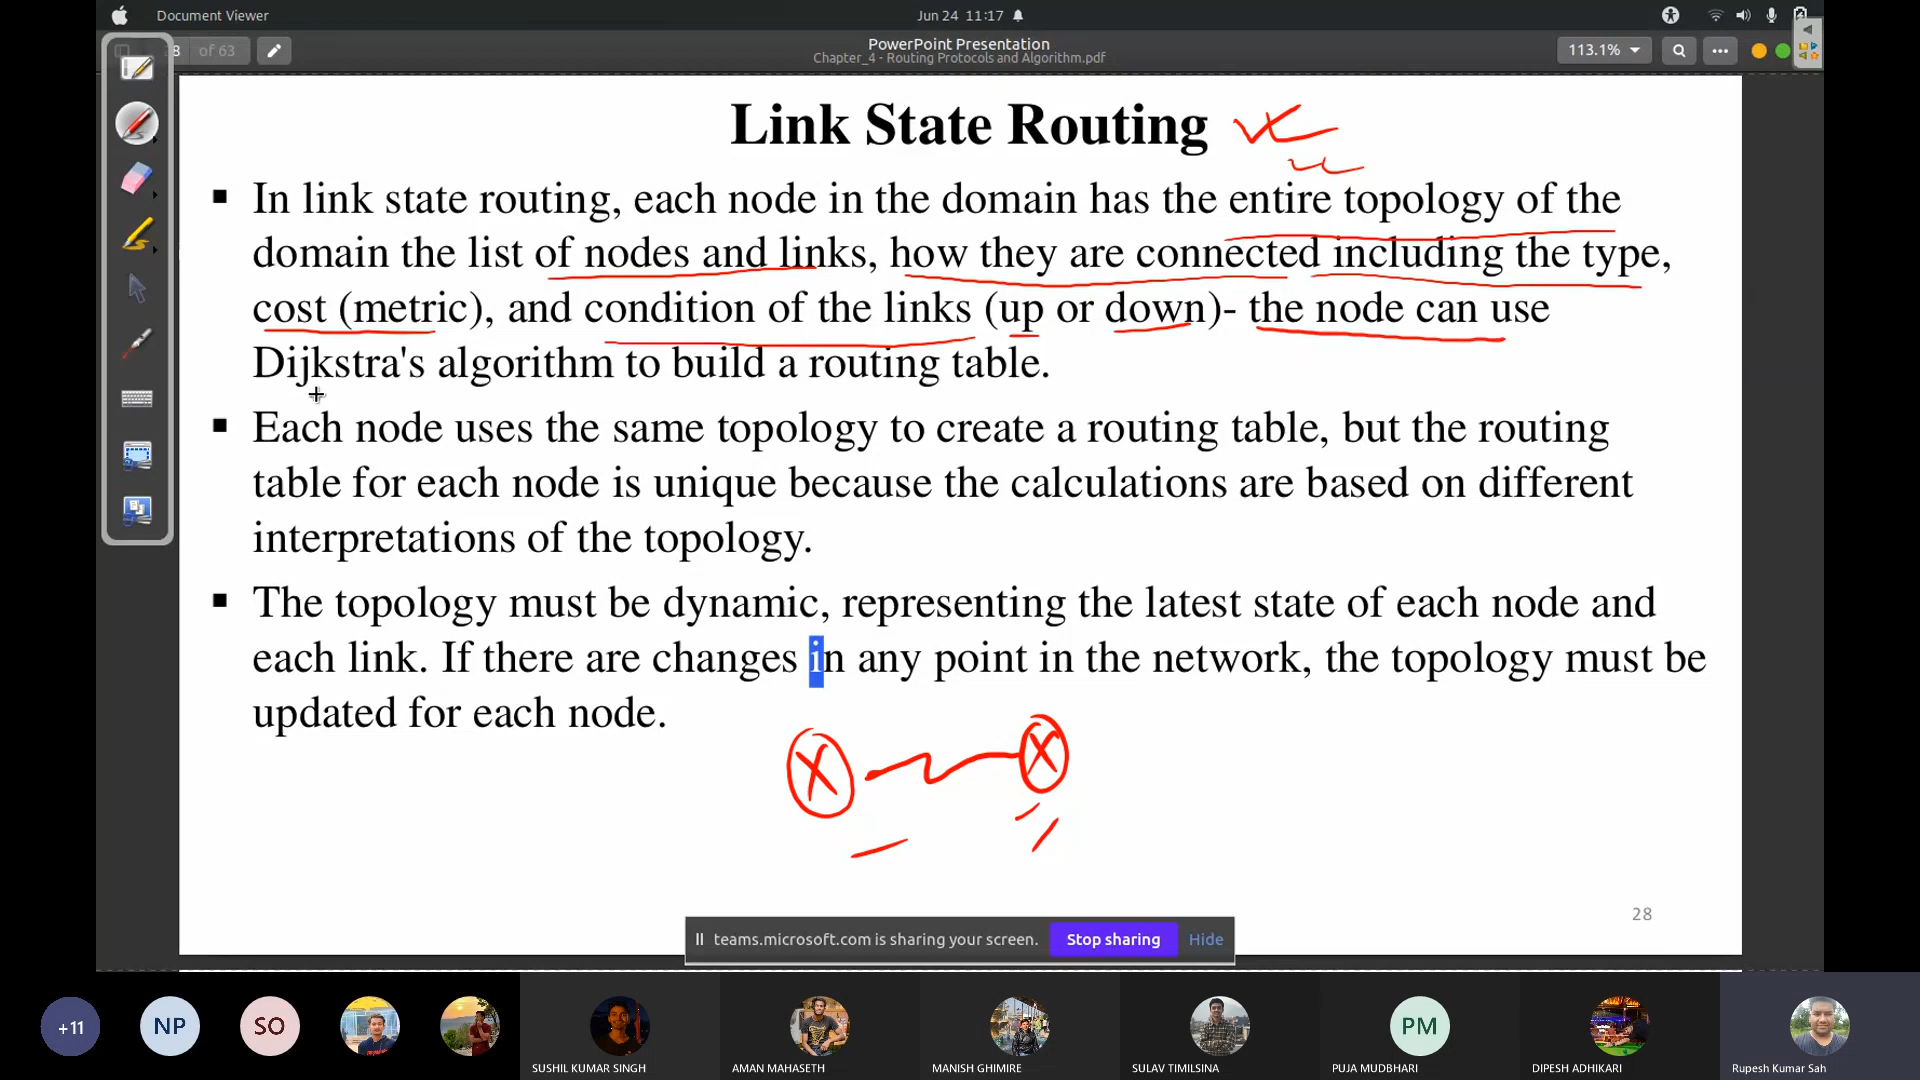 Document Viewer
Jun 24 11:17
of 63
PowerPoint Presentation
Chapter_4 - Routing Protocols and Algorithm.pdf
113.1%
Link State Routing
▪ In link state routing, each node in the domain has the entire topology of the
domain the list of nodes and links, how they are connected including the type,
cost (metric), and condition of the links (up or down)- the node can use
Dijkstra's algorithm to build a routing table.
▪ Each node uses the same topology to create a routing table, but the routing
table for each node is unique because the calculations are based on different
interpretations of the topology.
▪ The topology must be dynamic, representing the latest state of each node and
each link. If there are changes in any point in the network, the topology must be
updated for each node.
X X
28
teams.microsoft.com is sharing your screen. Stop sharing Hide
+11 NP SO PM
SUSHIL KUMAR SINGH AMAN MAHASETH MANISH GHIMIRE SULAV TIMILSINA PUJA MUDBHARI DIPESH ADHIKARI Rupesh Kumar Sah